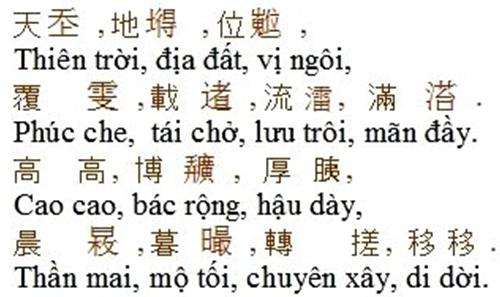 天𡗶 ,地 ,位 ,
Thiên trời, địa đất, vị ngôi,
覆 ,載 ,流㵢, 滿 .
Phúc che, tái chở, lưu trôi, mãn đầy.
高 高 ,博 , 厚 ,
Cao cao, bác rộng, hậu dày,
晨 ,暮 ,轉 搓, 移移 .
Thần mai, mộ tối, chuyên xây, di dời.